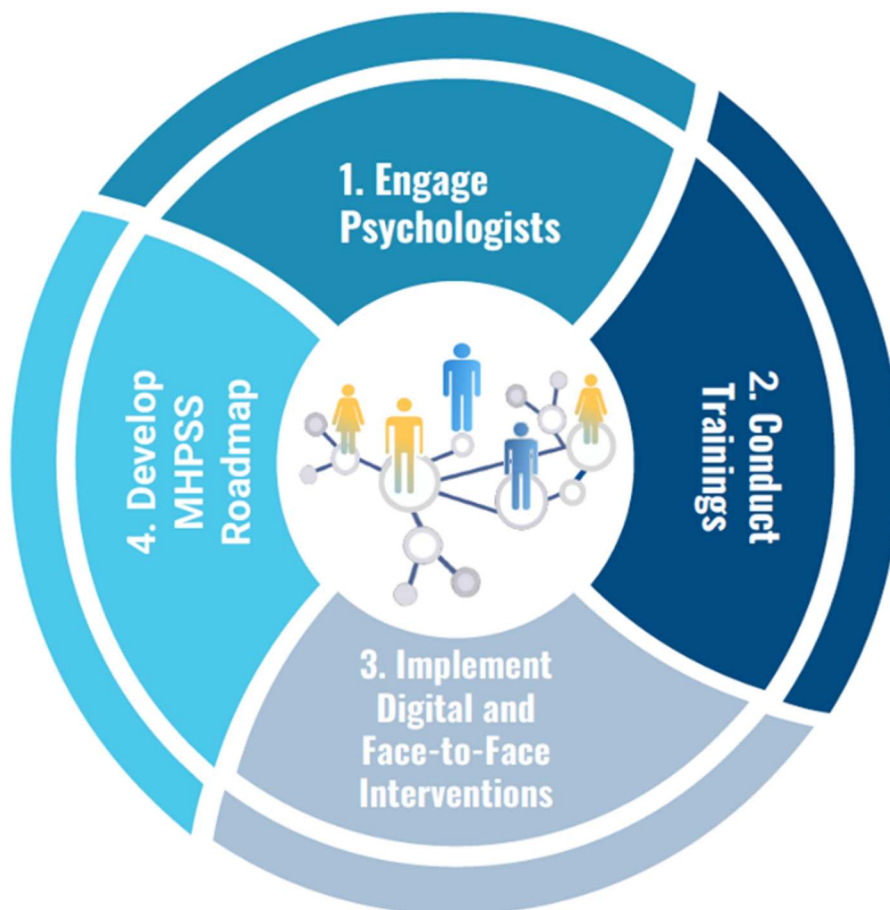 1. Engage
Psychologists
2. Conduct
Trainings
3. Implement
Digital and
Face-to-Face
Interventions
4. Develop
MHPSS
Roadmap